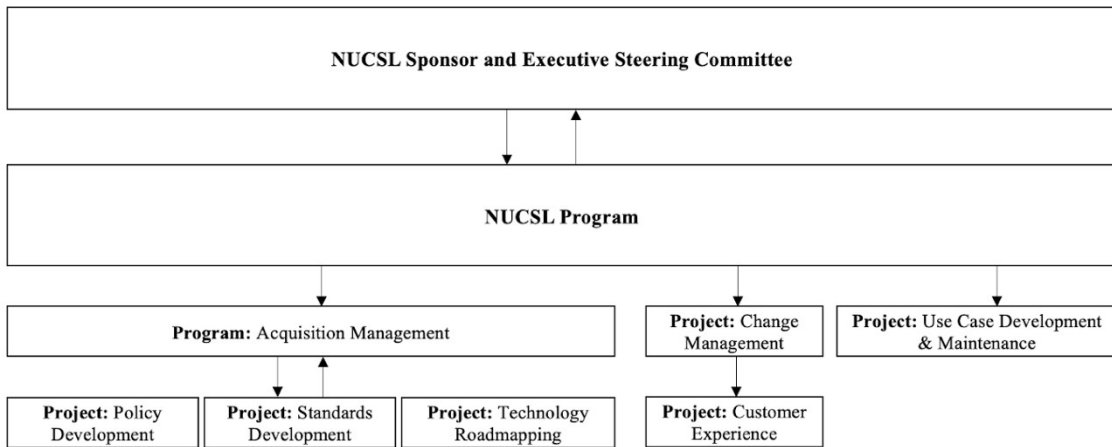 NUCSL Sponsor and Executive Steering Committee
NUCSL Program
Program: Acquisition Management
Project: Change
Management
Project: Use Case Development
& Maintenance
Project: Policy
Development
Project: Standards
Development
Project: Technology
Roadmapping
Project: Customer
Experience